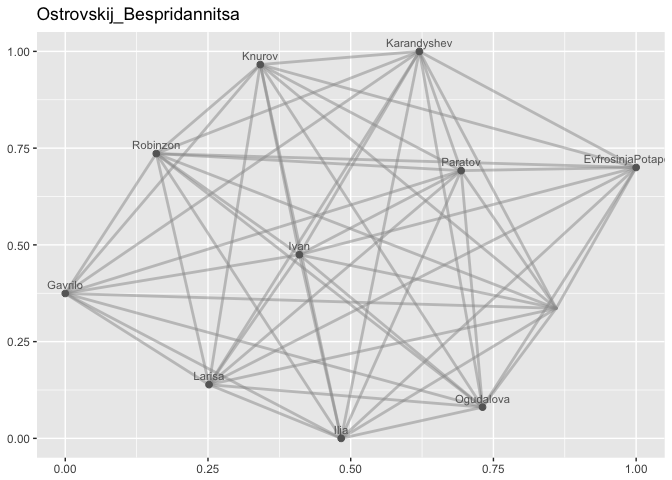 Ostrovskij_Bespridannitsa
1.00
Karandyshev
Knurov
0.75
Robinzon
Paratov
EvfrosinjaPotap
0.50
Ivan
Gavrilo
0.25
Larisa
Ogudalova
Ilja
0.00
0.00
0.25
0.50
0.75
1.00